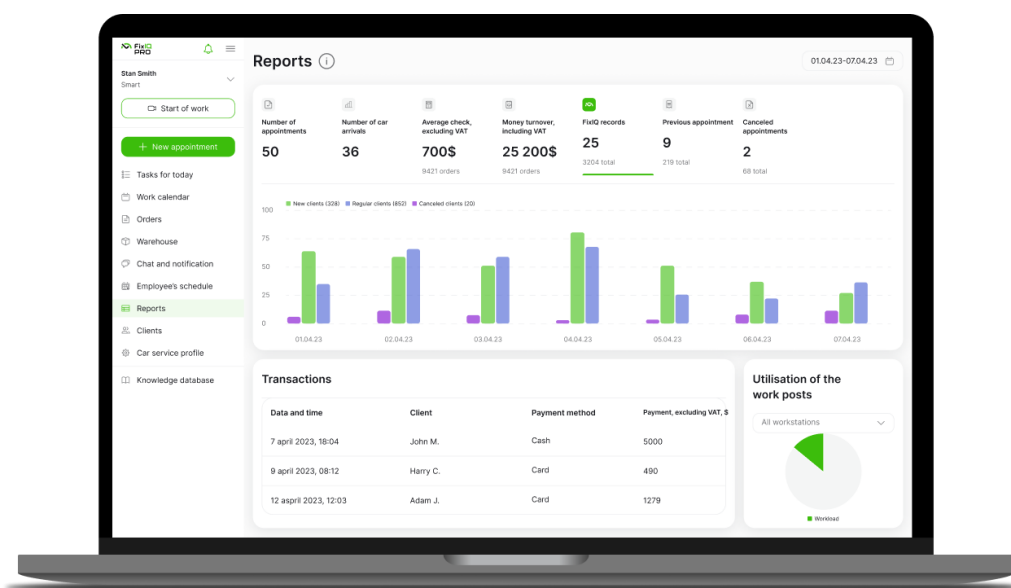 FixIQ
PRO
Stan Smith
Smart
Start of work
+ New appointment
Tasks for today
Work calendar
Orders
Warehouse
Chat and notification
Employee's schedule
Reports
Clients
Car service profile
Knowledge database
Reports
01.04.23-07.04.23
Number of
appointments
50
Number of car
arrivals
36
Average check,
excluding VAT
700$
9421 orders
Money turnover,
including VAT
25 200$
9421 orders
FixIQ records
25
3204 total
Previous appointment
9
219 total
Canceled
appointments
2
68 total
New clients (328) Regular clients (852) Canceled clients (20)
100
75
50
25
0
01.04.23 02.04.23 03.04.23 04.04.23 05.04.23 06.04.23 07.04.23
Transactions
Data and time Client Payment method Payment, excluding VAT, $
7 april 2023, 18:04 John M. Cash 5000
9 april 2023, 08:12 Harry C. Card 490
12 aspril 2023, 12:03 Adam J. Card 1279
Utilisation of the
work posts
All workstations
Workload